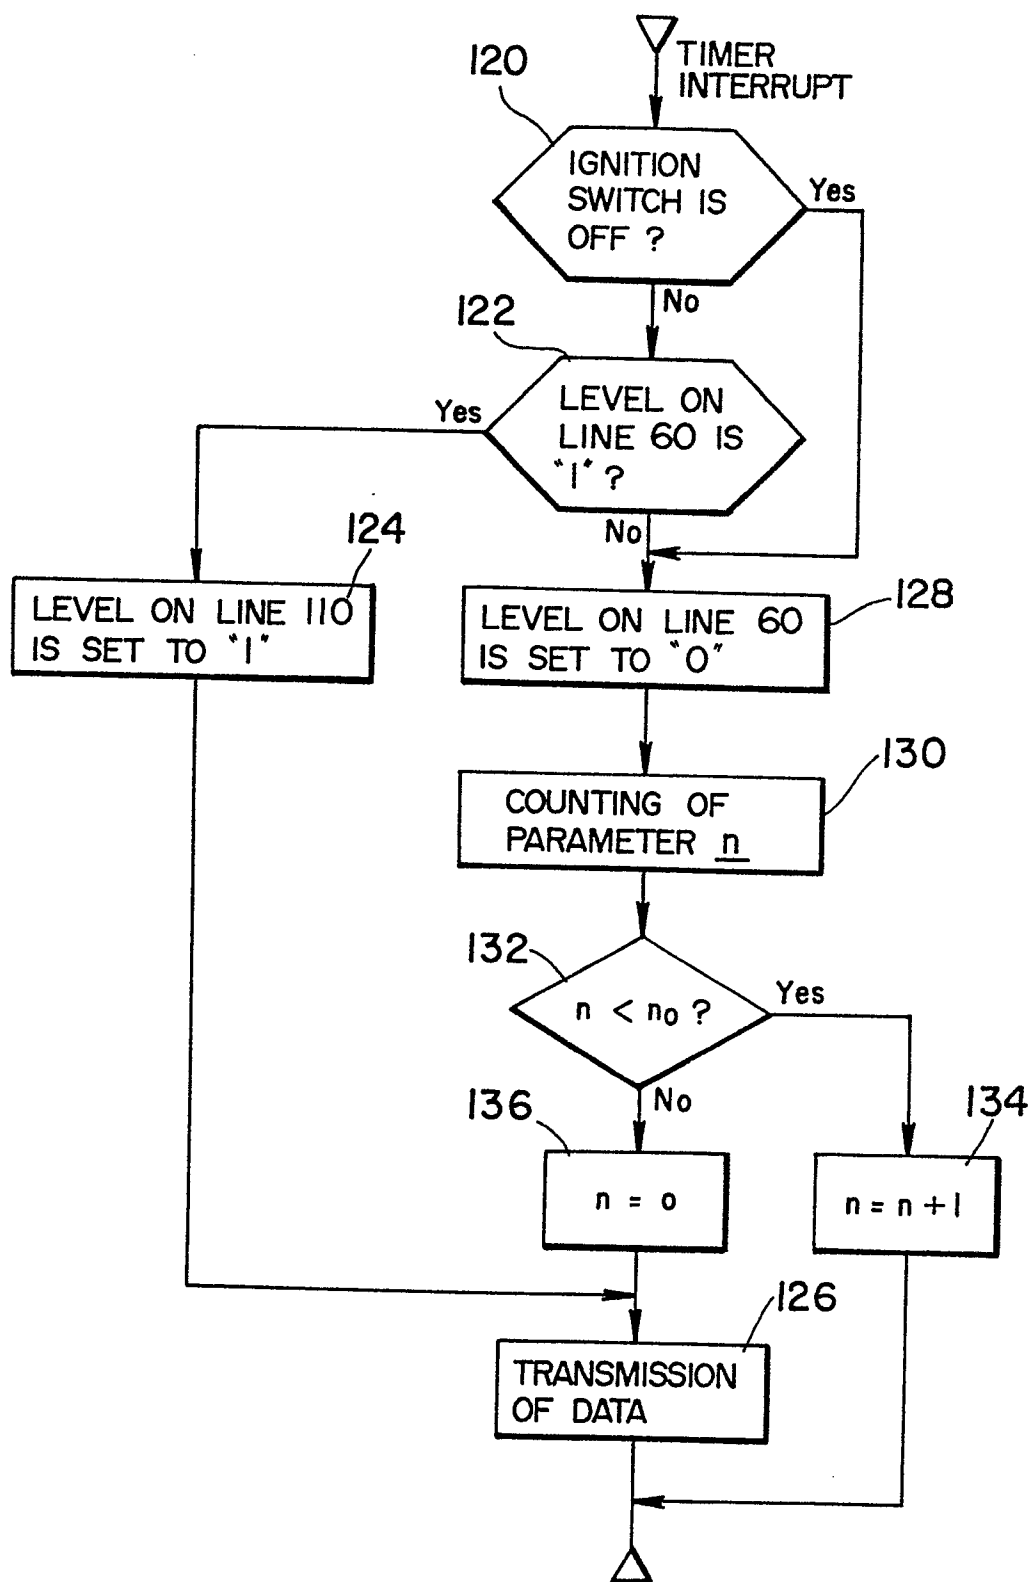 TIMER
INTERRUPT
120
IGNITION
SWITCH IS
OFF ?
Yes
No
122
LEVEL ON
LINE 60 IS
"1" ?
Yes
No
124
LEVEL ON LINE 110
IS SET TO "1"
128
LEVEL ON LINE 60
IS SET TO "0"
130
COUNTING OF
PARAMETER n
132
n < no ?
Yes
No
136
n = o
134
n = n + 1
126
TRANSMISSION
OF DATA